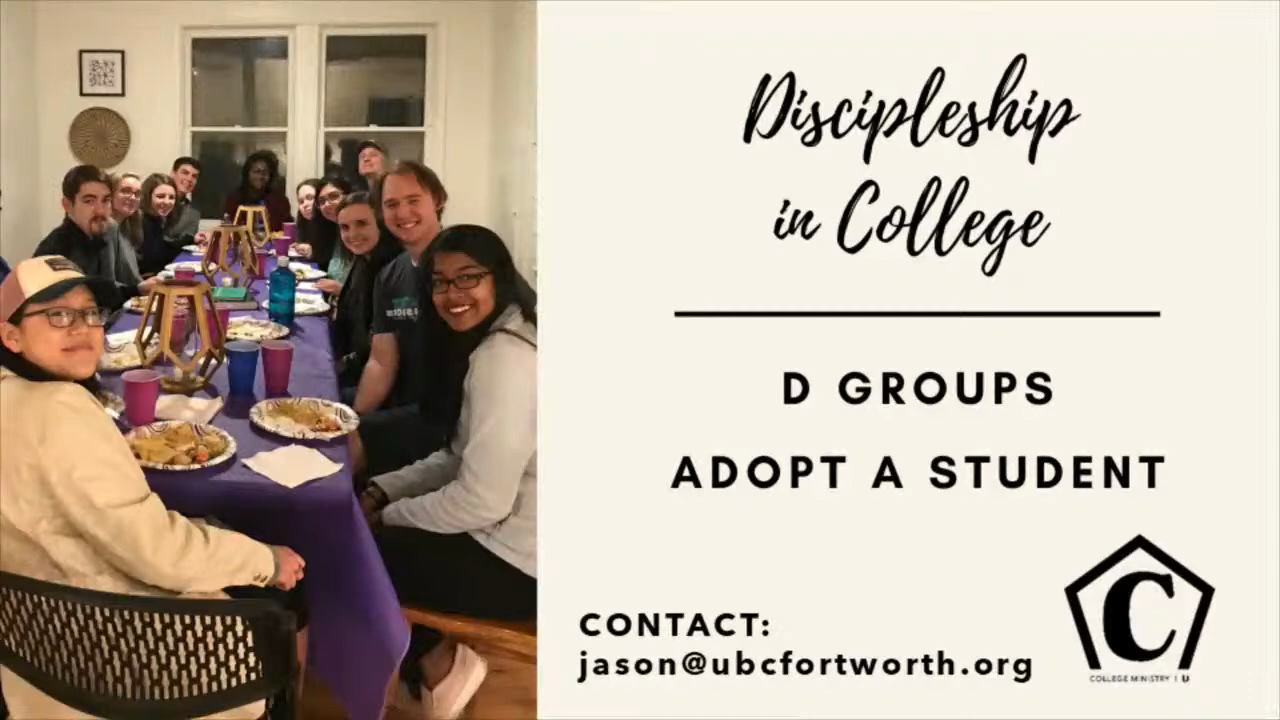 Discipleship
in College
D GROUPS
ADOPT A STUDENT
CONTACT:
jason@ubcfortworth.org
C
COLLEGE MINISTRY | U